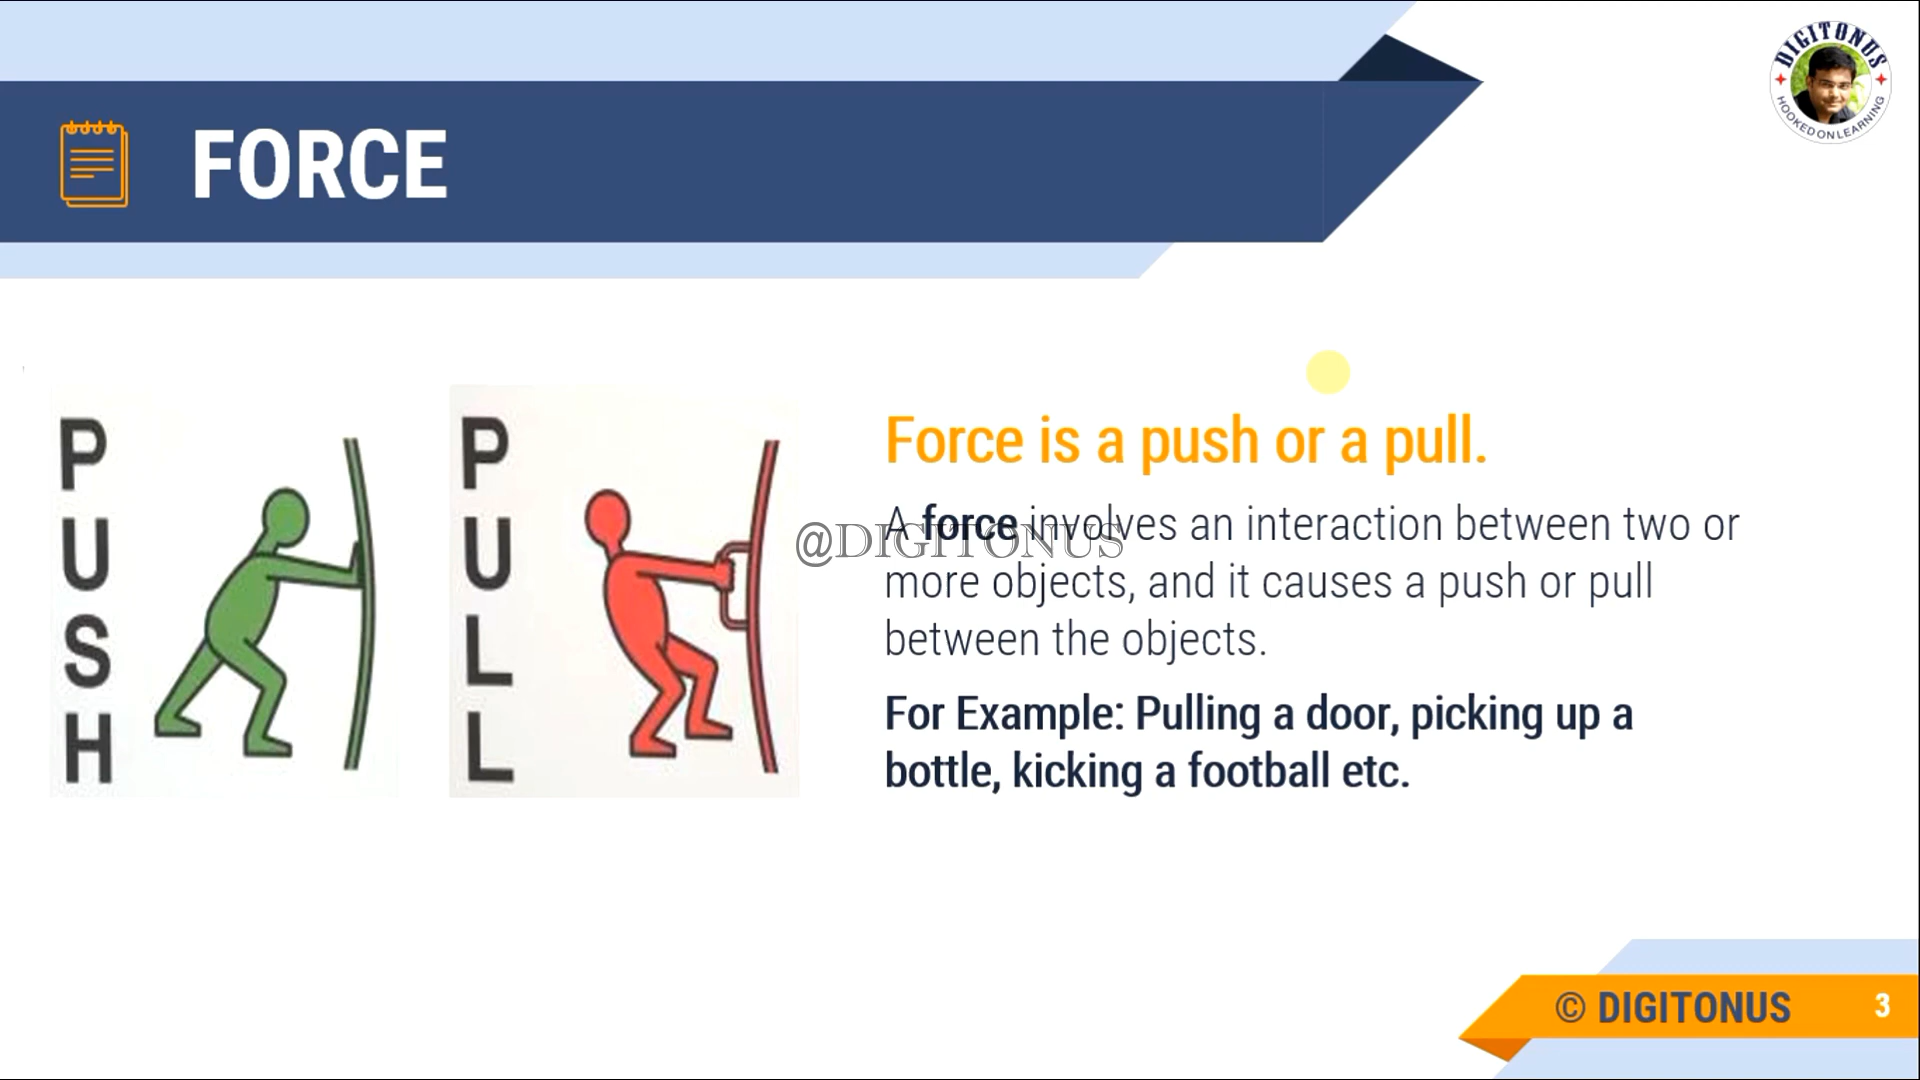 DIGITONUS
HOOKED ON LEARNING
FORCE
PUSH
PULL
Force is a push or a pull.
A force involves an interaction between two or
more objects, and it causes a push or pull
between the objects.
@DIGITONUS
For Example: Pulling a door, picking up a
bottle, kicking a football etc.
© DIGITONUS 3